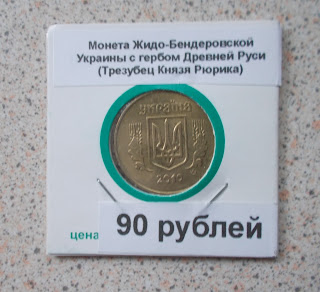 Монета Жидо-Бендеровской
Украины с гербом Древней Руси
(Трезубец Князя Рюрика)
УКРАЇНА
2010
цена
90 рублей